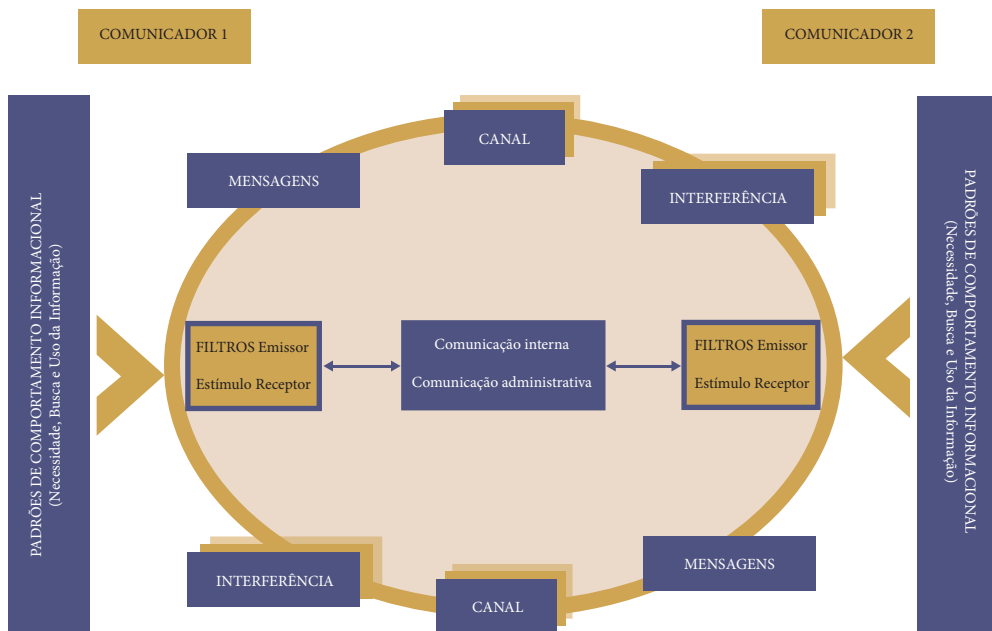 COMUNICADOR 1
COMUNICADOR 2
PADRÕES DE COMPORTAMENTO INFORMACIONAL
(Necessidade, Busca e Uso da Informação)
CANAL
MENSAGENS
INTERFERÊNCIA
FILTROS Emissor
Estímulo Receptor
Comunicação interna
Comunicação administrativa
FILTROS Emissor
Estímulo Receptor
INTERFERÊNCIA
CANAL
MENSAGENS
PADRÕES DE COMPORTAMENTO INFORMACIONAL
(Necessidade, Busca e Uso da Informação)